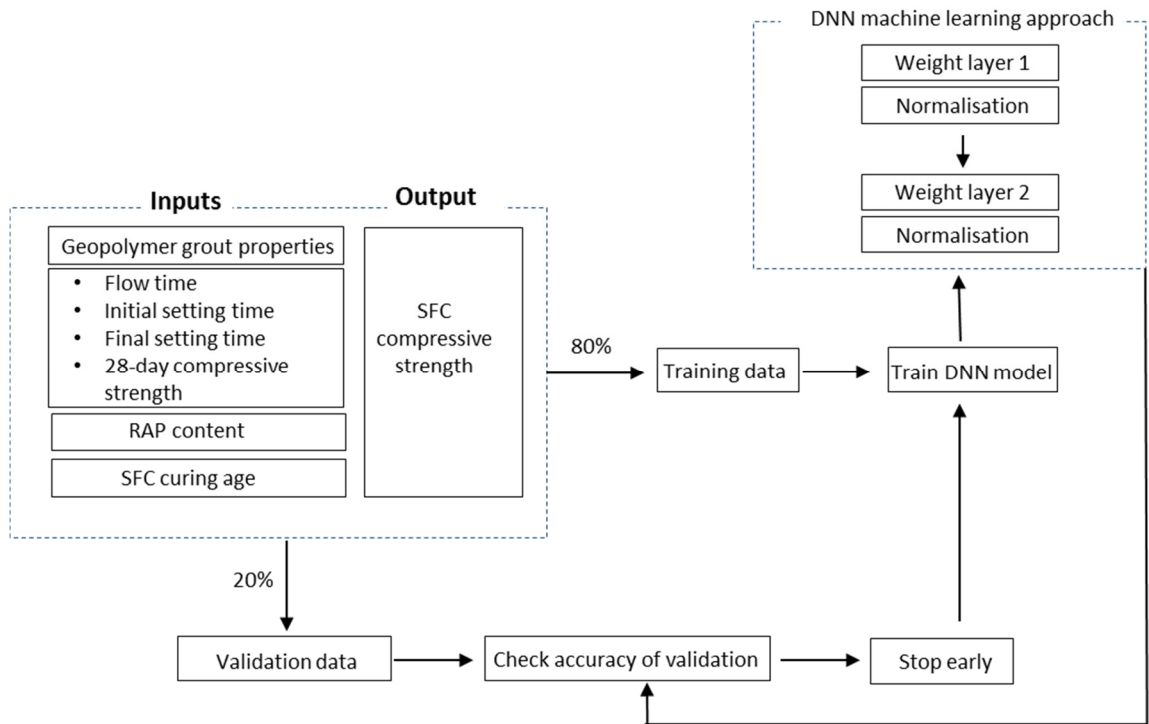 DNN machine learning approach
Weight layer 1
Normalisation
Weight layer 2
Normalisation
Inputs
Output
Geopolymer grout properties
• Flow time
• Initial setting time
• Final setting time
• 28-day compressive
strength
RAP content
SFC curing age
SFC
compressive
strength
80%
Training data
Train DNN model
20%
Validation data
Check accuracy of validation
Stop early